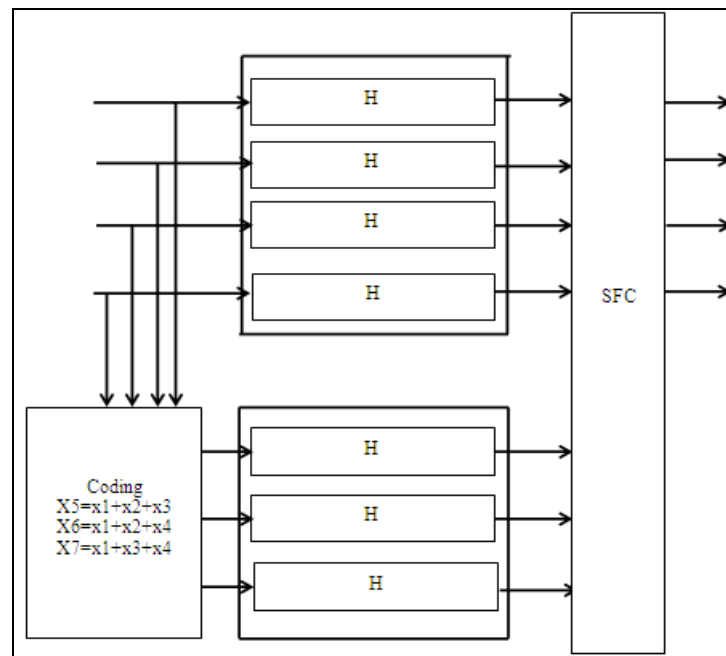 H
H
H
H
SFC
H
H
H
Coding
X5=x1+x2+x3
X6=x1+x2+x4
X7=x1+x3+x4